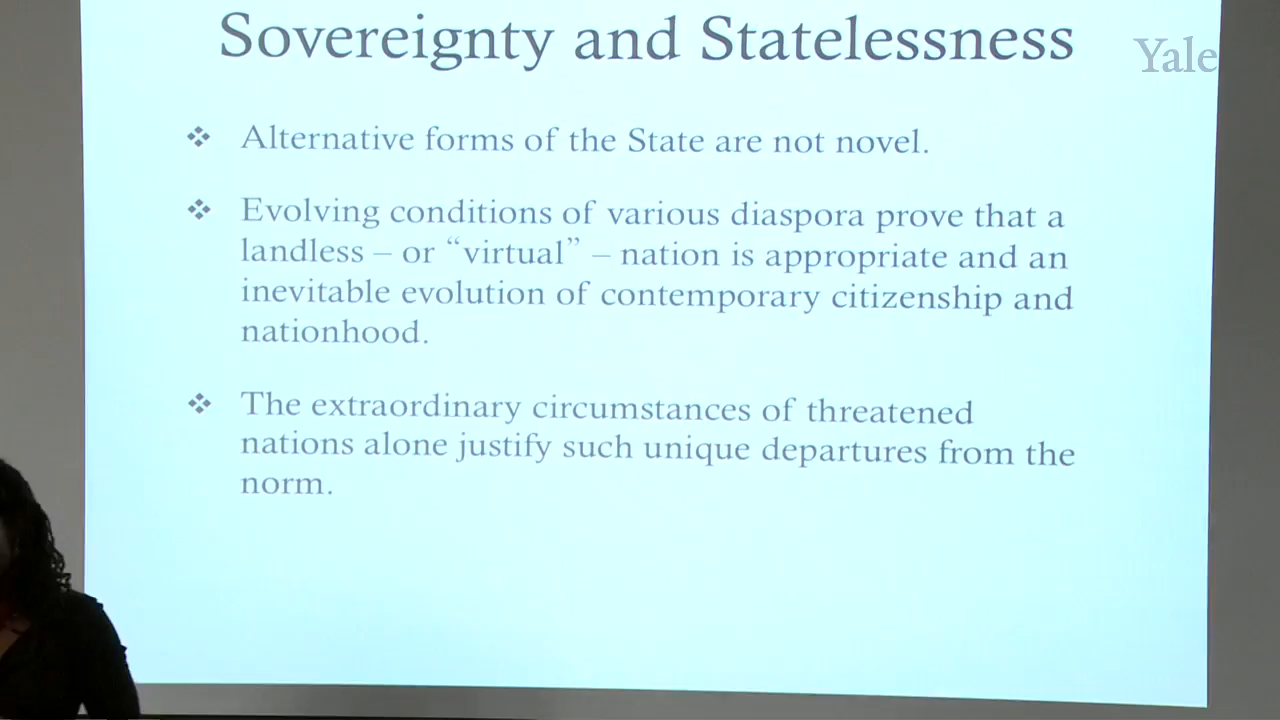 Sovereignty and Statelessness
Yale
❖ Alternative forms of the State are not novel.
❖ Evolving conditions of various diaspora prove that a
landless – or “virtual” – nation is appropriate and an
inevitable evolution of contemporary citizenship and
nationhood.
❖ The extraordinary circumstances of threatened
nations alone justify such unique departures from the
norm.